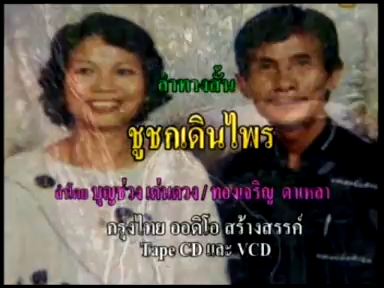 ลำทางสั้น
ชูชกเดินไพร
ลำโดย บุญช่วง เด่นดวง / ทองเจริญ ดาเหลา
กรุงไทย ออดิโอ สร้างสรรค์
Tape CD และ VCD